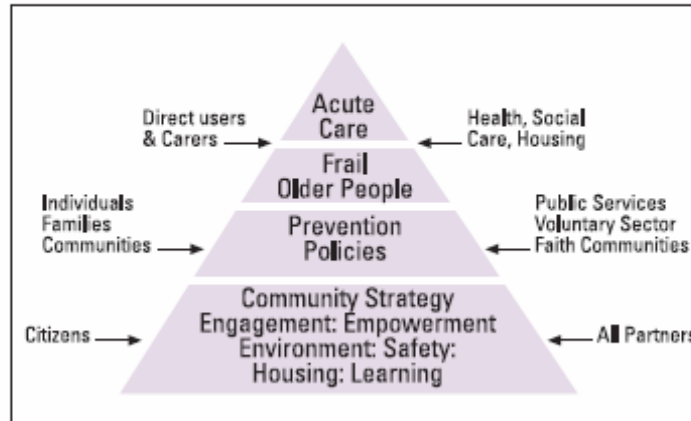 Acute
Care
Direct users
& Carers
Health, Social
Care, Housing
Frail
Older People
Individuals
Families
Communities
Prevention
Policies
Public Services
Voluntary Sector
Faith Communities
Community Strategy
Engagement: Empowerment
Environment: Safety:
Housing: Learning
Citizens
All Partners